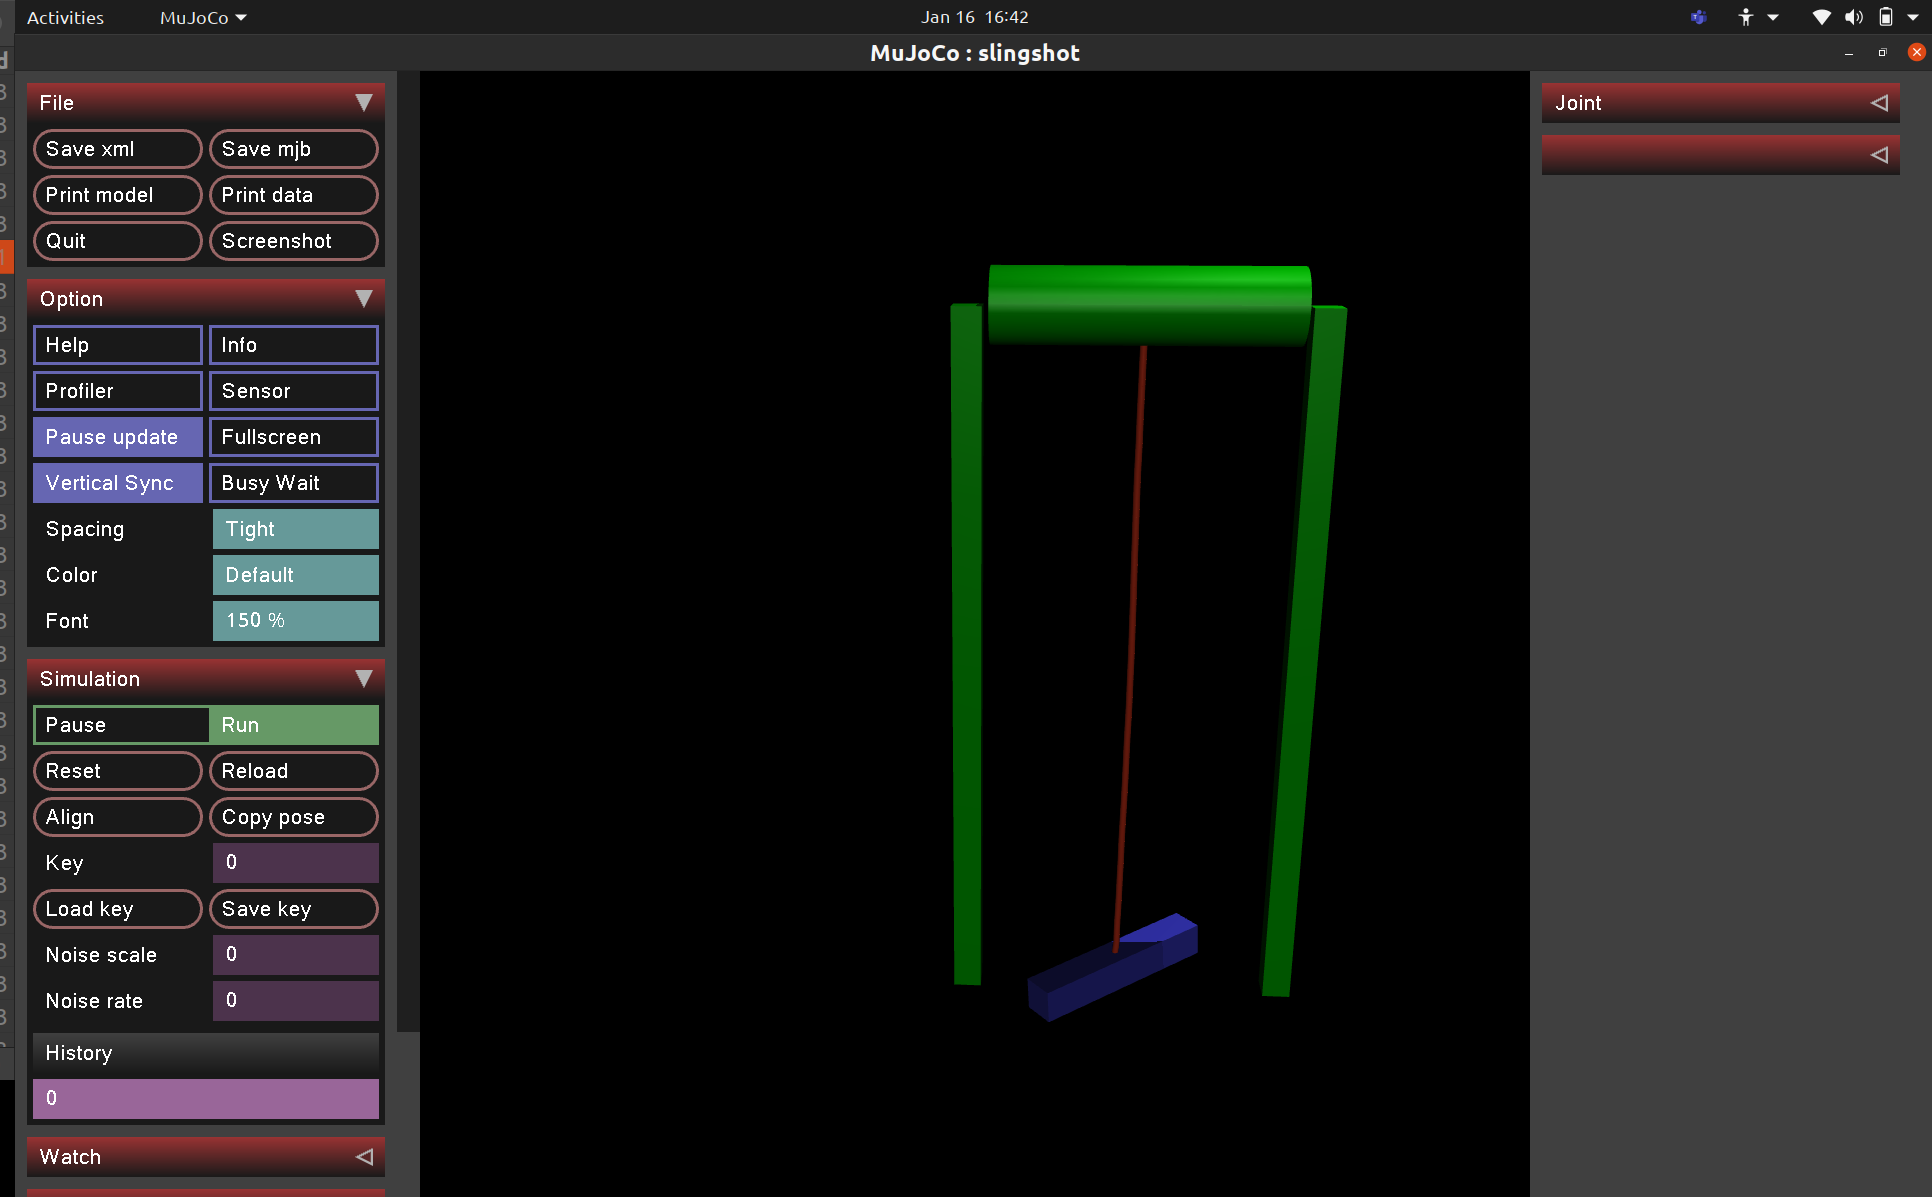 Activities MuJoCo Jan 16 16:42
MuJoCo : slingshot
File
Save xml Save mjb
Print model Print data
Quit Screenshot
Option
Help Info
Profiler Sensor
Pause update Fullscreen
Vertical Sync Busy Wait
Spacing Tight
Color Default
Font 150 %
Simulation
Pause Run
Reset Reload
Align Copy pose
Key 0
Load key Save key
Noise scale 0
Noise rate 0
History
0
Watch
Joint